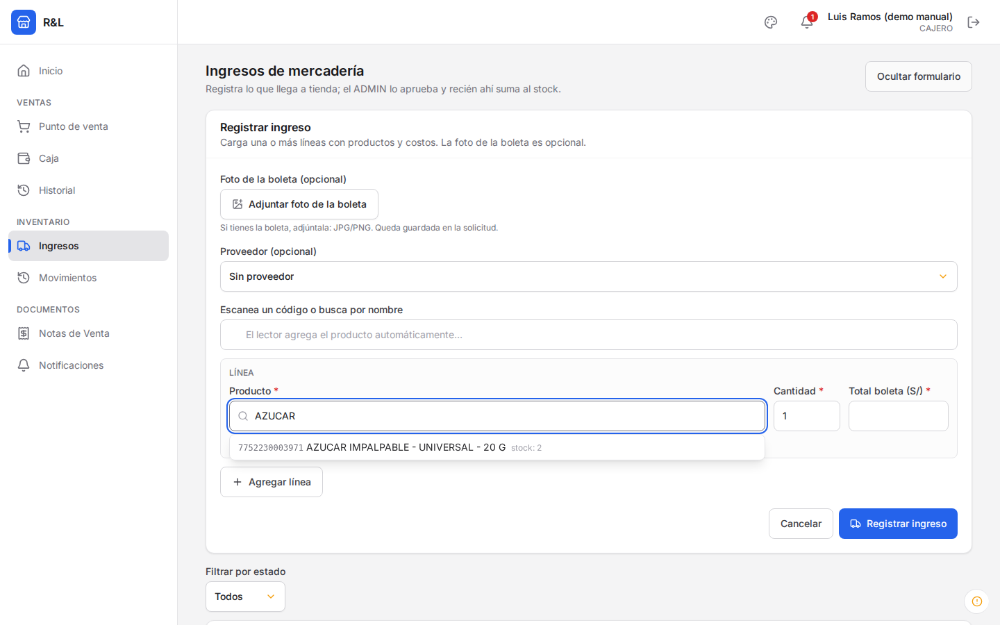 R&L
1
Luis Ramos (demo manual)
CAJERO
Inicio
VENTAS
Punto de venta
Caja
Historial
INVENTARIO
Ingresos
Movimientos
DOCUMENTOS
Notas de Venta
Notificaciones
Ingresos de mercadería
Registra lo que llega a tienda; el ADMIN lo aprueba y recién ahí suma al stock.
Ocultar formulario
Registrar ingreso
Carga una o más líneas con productos y costos. La foto de la boleta es opcional.
Foto de la boleta (opcional)
Adjuntar foto de la boleta
Si tienes la boleta, adjúntala: JPG/PNG. Queda guardada en la solicitud.
Proveedor (opcional)
Sin proveedor
Escanea un código o busca por nombre
El lector agrega el producto automáticamente...
LÍNEA
Producto * Cantidad * Total boleta (S/) *
AZUCAR 1
7752230003971 AZUCAR IMPALPABLE - UNIVERSAL - 20 G stock: 2
Agregar línea
Cancelar Registrar ingreso
Filtrar por estado
Todos